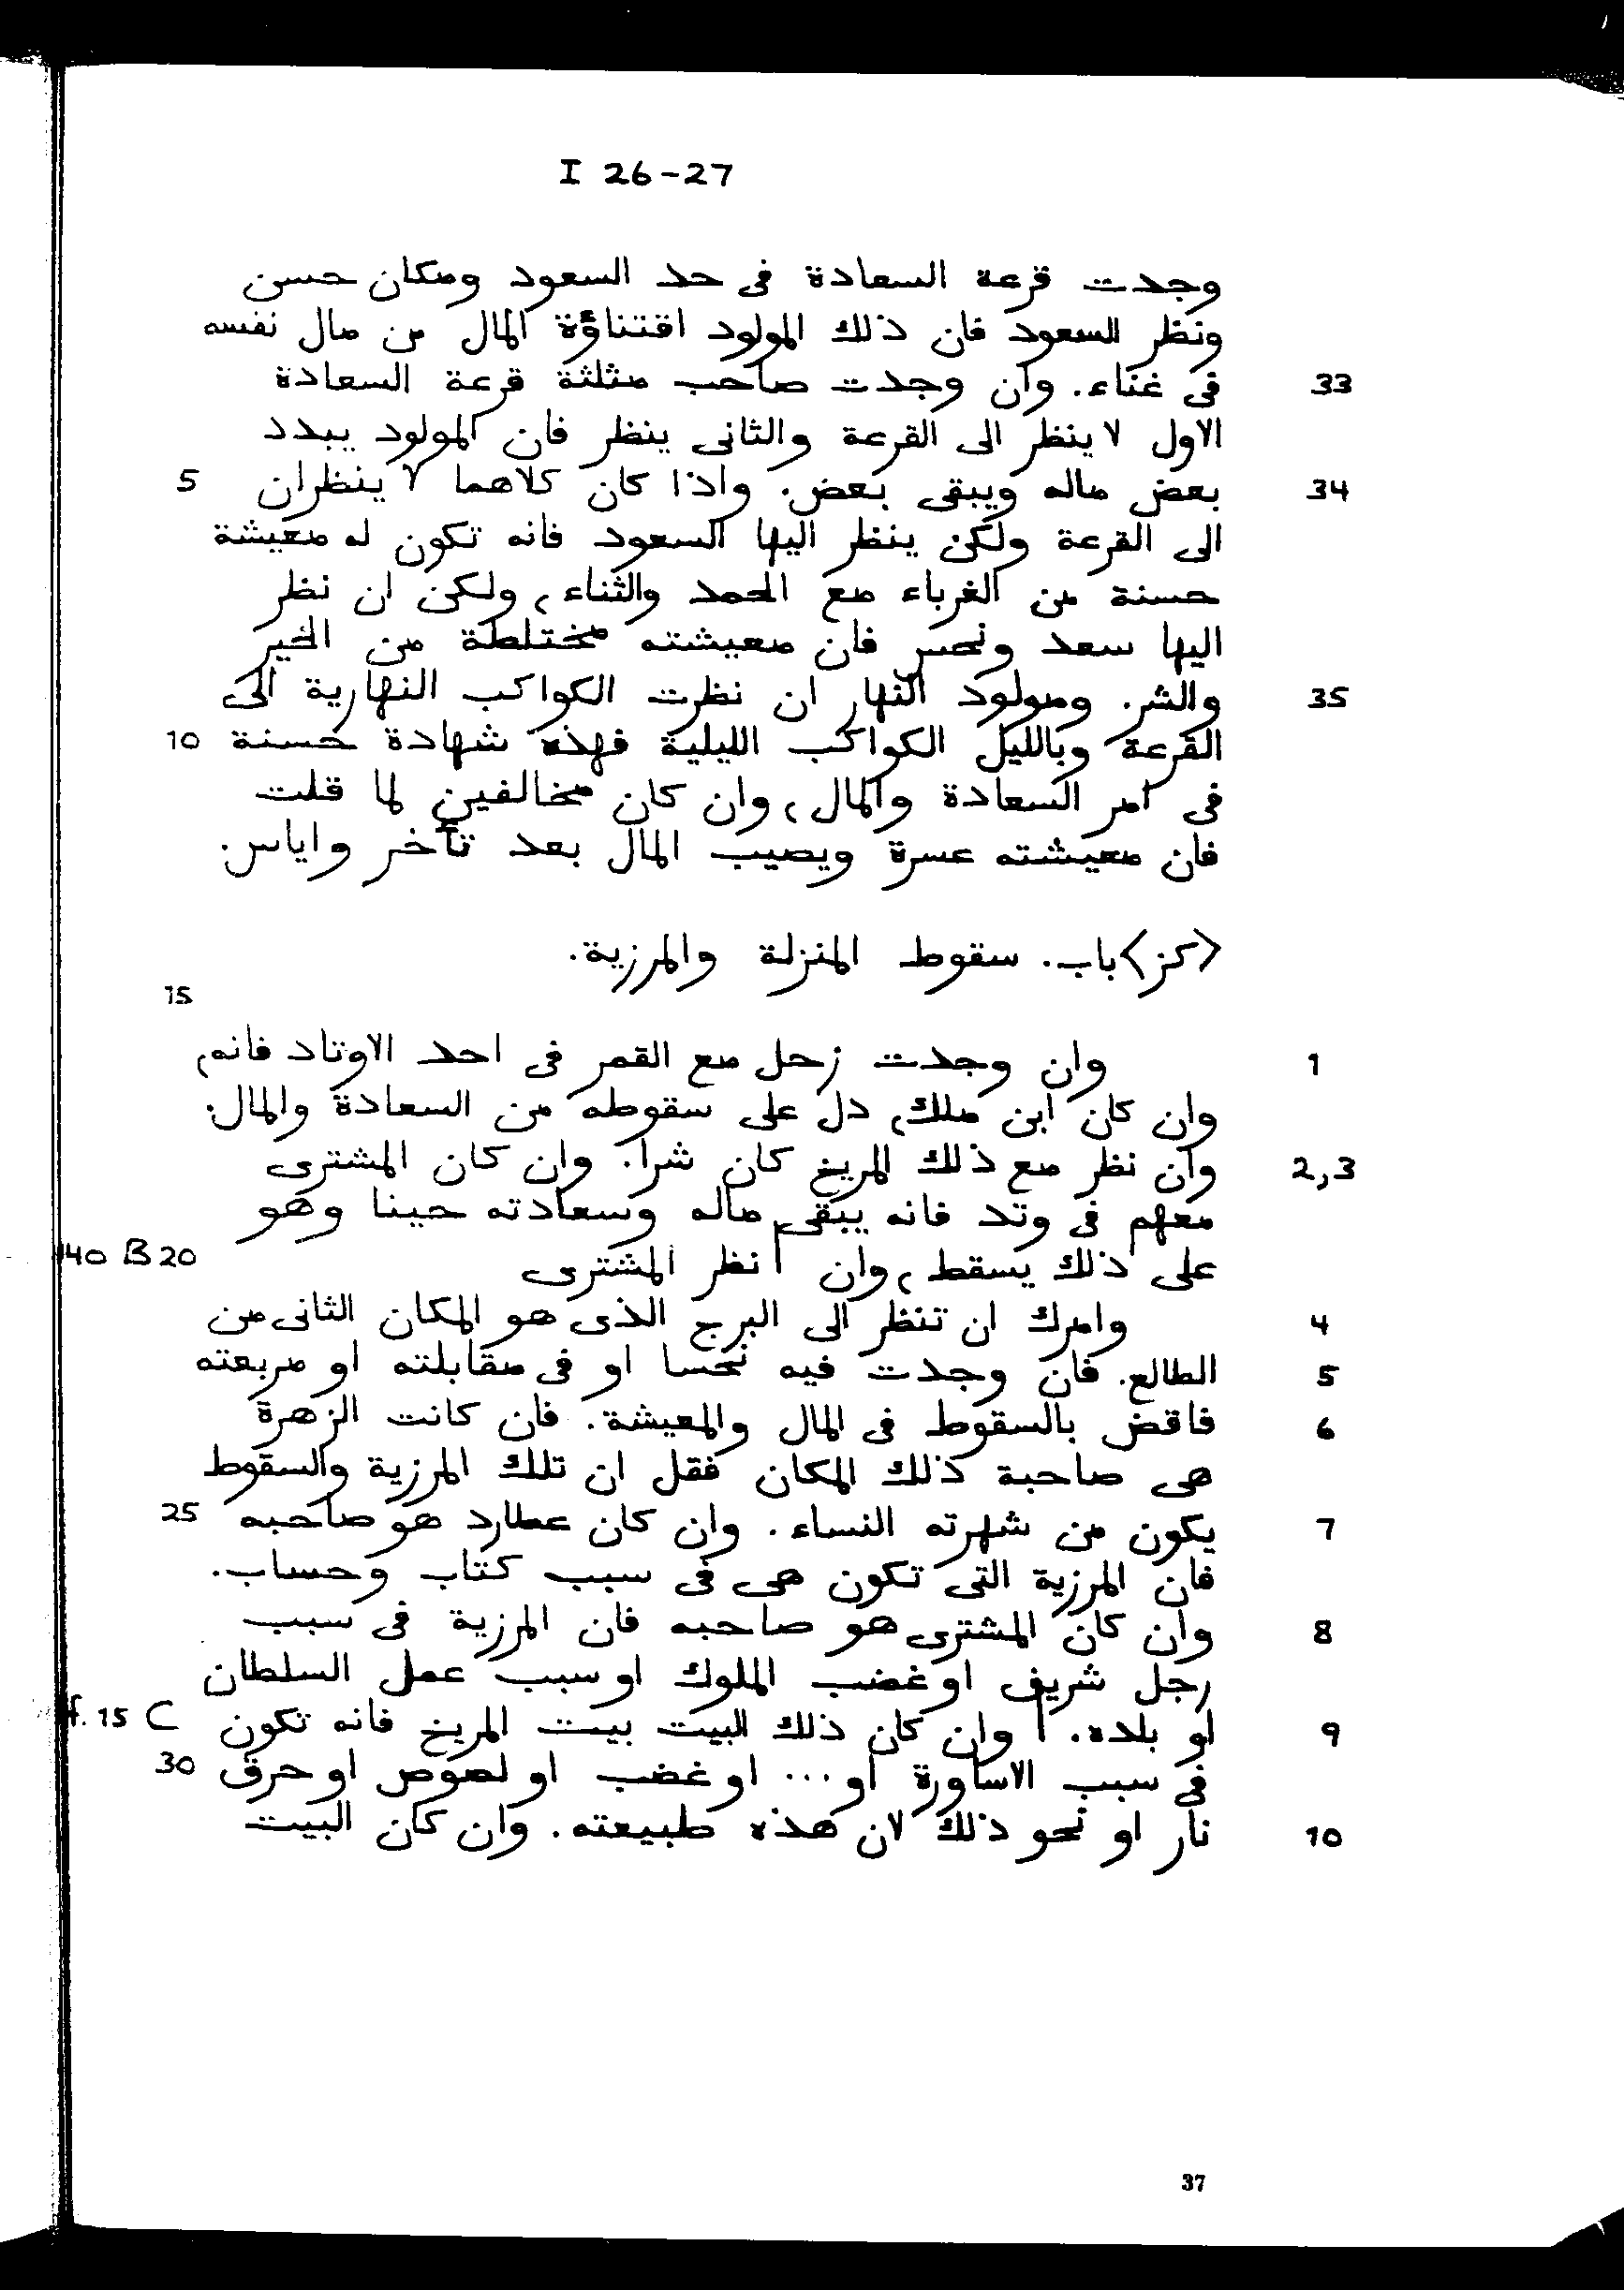 I 26-27
وجدت قرعة السعادة فى حد السعود ومكان حسن
ونظر السعود فان ذلك المولود اقتناؤة المال من مال نفسه
33 فى غناء. وان وجدت صاحب مثلثة قرعة السعادة
الاول لا ينظر الى القرعة والثانى ينظر فان المولود يبدد
34 بعض ماله ويبقى بعض. واذا كان كلاهما لا ينظران 5
الى القرعة ولكن ينظر اليها السعود فانه تكون له معيشة
حسنة من الغرباء مع الحمد والثناء، ولكن ان نظر
اليها سعد ونحس فان معيشته مختلطة من الخير
35 والشر. ومولود النهار ان نظرت الكواكب النهارية الى
القرعة وبالليل الكواكب الليلية فهذه شهادة حسنة 10
فى امر السعادة والمال، وان كان مخالفين لما قلت
فان معيشته عسرة ويصيب المال بعد تأخر واياس.
<كز> باب. سقوط المنزلة والمرزية.
15
1 وان وجدت زحل مع القمر فى احد الاوتاد فانه،
وان كان ابن ملك، دل على سقوطه من السعادة والمال.
2,3 وان نظر مع ذلك المريخ كان شرا. وان كان المشترى
معهم فى وتد فانه يبقى ماله وسعادته حينا وهو
على ذلك يسقط، وان | نظر المشترى 40 B 20
4 وامرك ان تنظر الى البرج الذى هو المكان الثانى من
5 الطالع. فان وجدت فيه نحسا او فى مقابلته او مربعته
6 فاقض بالسقوط فى المال والمعيشة. فان كانت الزهرة
هى صاحبة ذلك المكان فقل ان تلك المرزية والسقوط
7 يكون من شهرته النساء. وان كان عطارد هو صاحبه 25
فان المرزية التى تكون هى فى سبب كتاب وحساب.
8 وان كان المشترى هو صاحبه فان المرزية فى سبب
رجل شريف او غضب الملوك او سبب عمل السلطان
9 او بلده. | وان كان ذلك البيت بيت المريخ فانه تكون f. 15 C
فى سبب الاساورة او... او غضب او لصوص او حرق 30
10 نار او نحو ذلك لان هذه طبيعته. وان كان البيت
37